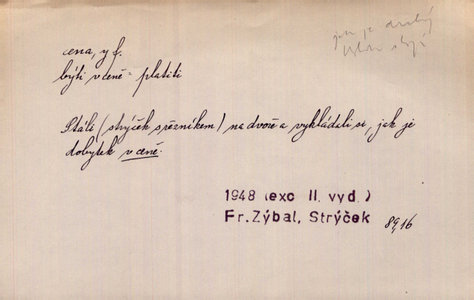 cena, y f.
býti v ceně = platiti
Stáli (strýček s řezníkem) na dvoře a vykládali si, jak je
dobytek v ceně.
1948 (exc II. vyd.)
Fr. Zýbal, Strýček 89,16